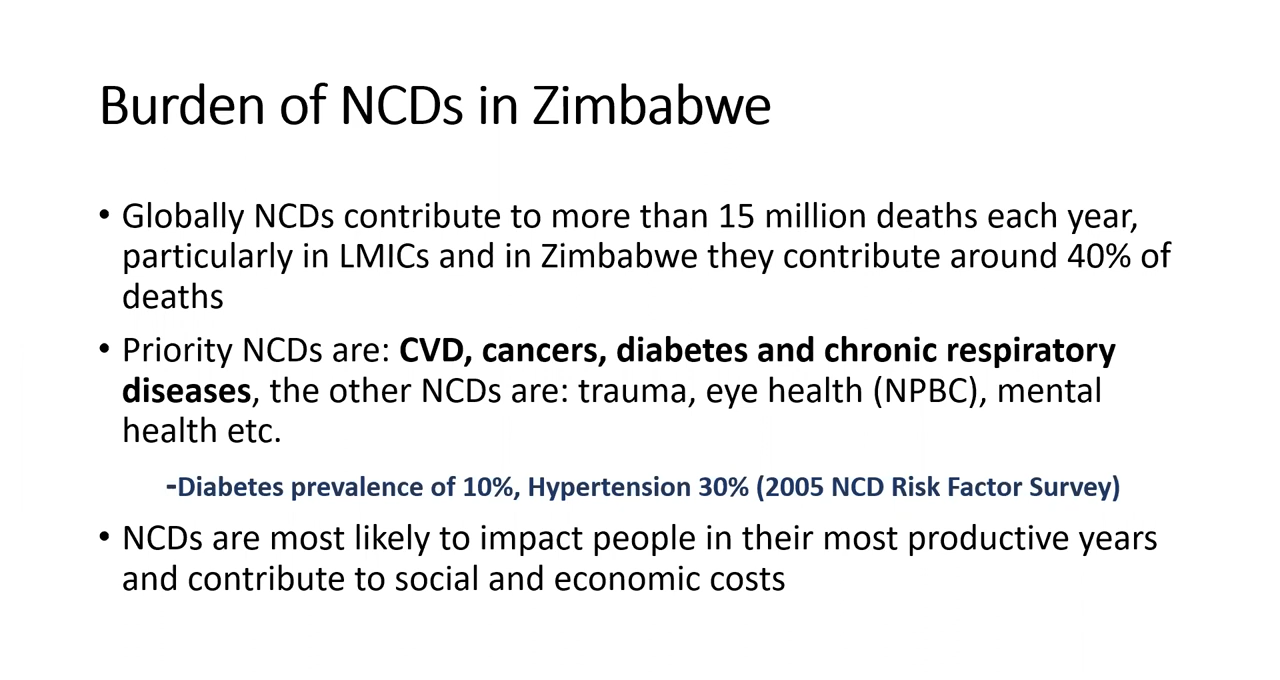 Burden of NCDs in Zimbabwe
• Globally NCDs contribute to more than 15 million deaths each year,
particularly in LMICs and in Zimbabwe they contribute around 40% of
deaths
• Priority NCDs are: CVD, cancers, diabetes and chronic respiratory
diseases, the other NCDs are: trauma, eye health (NPBC), mental
health etc.
-Diabetes prevalence of 10%, Hypertension 30% (2005 NCD Risk Factor Survey)
• NCDs are most likely to impact people in their most productive years
and contribute to social and economic costs